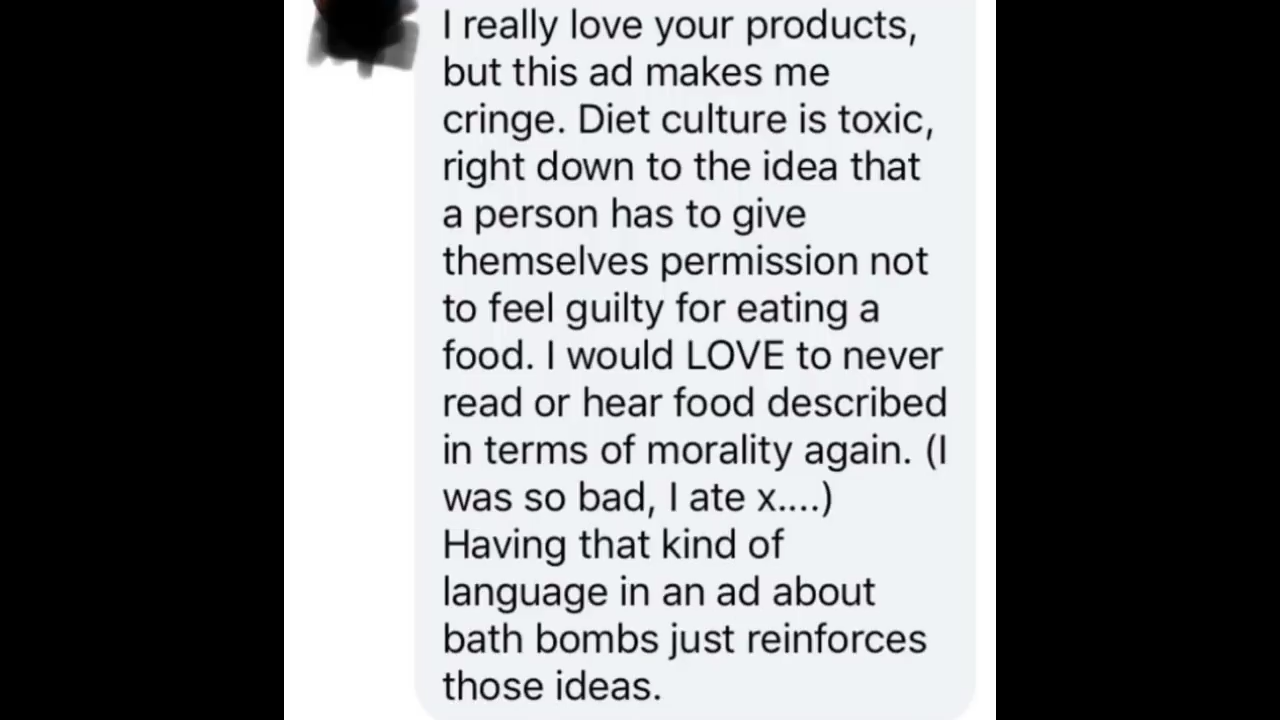 I really love your products,
but this ad makes me
cringe. Diet culture is toxic,
right down to the idea that
a person has to give
themselves permission not
to feel guilty for eating a
food. I would LOVE to never
read or hear food described
in terms of morality again. (I
was so bad, I ate x....)
Having that kind of
language in an ad about
bath bombs just reinforces
those ideas.